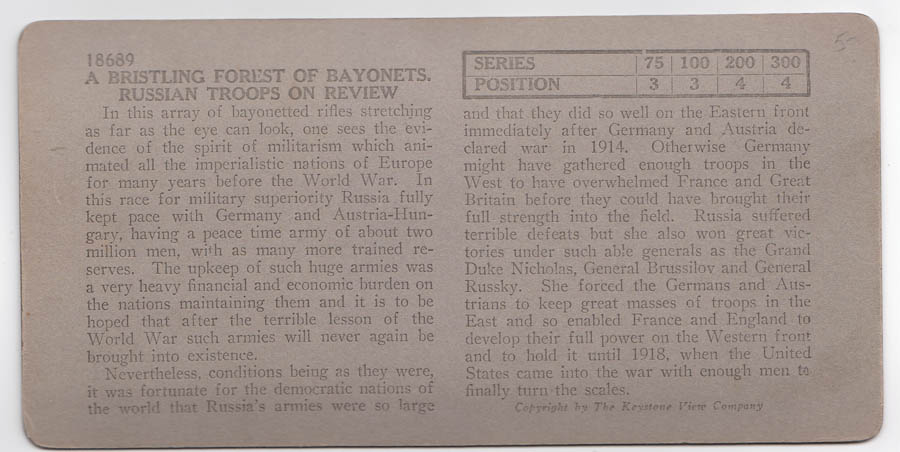 18689
A BRISTLING FOREST OF BAYONETS.
RUSSIAN TROOPS ON REVIEW
In this array of bayonetted rifles stretching
as far as the eye can look, one sees the evi-
dence of the spirit of militarism which ani-
mated all the imperialistic nations of Europe
for many years before the World War. In
this race for military superiority Russia fully
kept pace with Germany and Austria-Hun-
gary, having a peace time army of about two
million men, with as many more trained re-
serves. The upkeep of such huge armies was
a very heavy financial and economic burden on
the nations maintaining them and it is to be
hoped that after the terrible lesson of the
World War such armies will never again be
brought into existence.
Nevertheless, conditions being as they were,
it was fortunate for the democratic nations of
the world that Russia's armies were so large
SERIES 75 100 200 300
POSITION 3 3 4 4
5-
and that they did so well on the Eastern front
immediately after Germany and Austria de-
clared war in 1914. Otherwise Germany
might have gathered enough troops in the
West to have overwhelmed France and Great
Britain before they could have brought their
full strength into the field. Russia suffered
terrible defeats but she also won great vic-
tories under such able generals as the Grand
Duke Nicholas, General Brussilov and General
Russky. She forced the Germans and Aus-
trians to keep great masses of troops in the
East and so enabled France and England to
develop their full power on the Western front
and to hold it until 1918, when the United
States came into the war with enough men to
finally turn the scales.
Copyright by The Keystone View Company